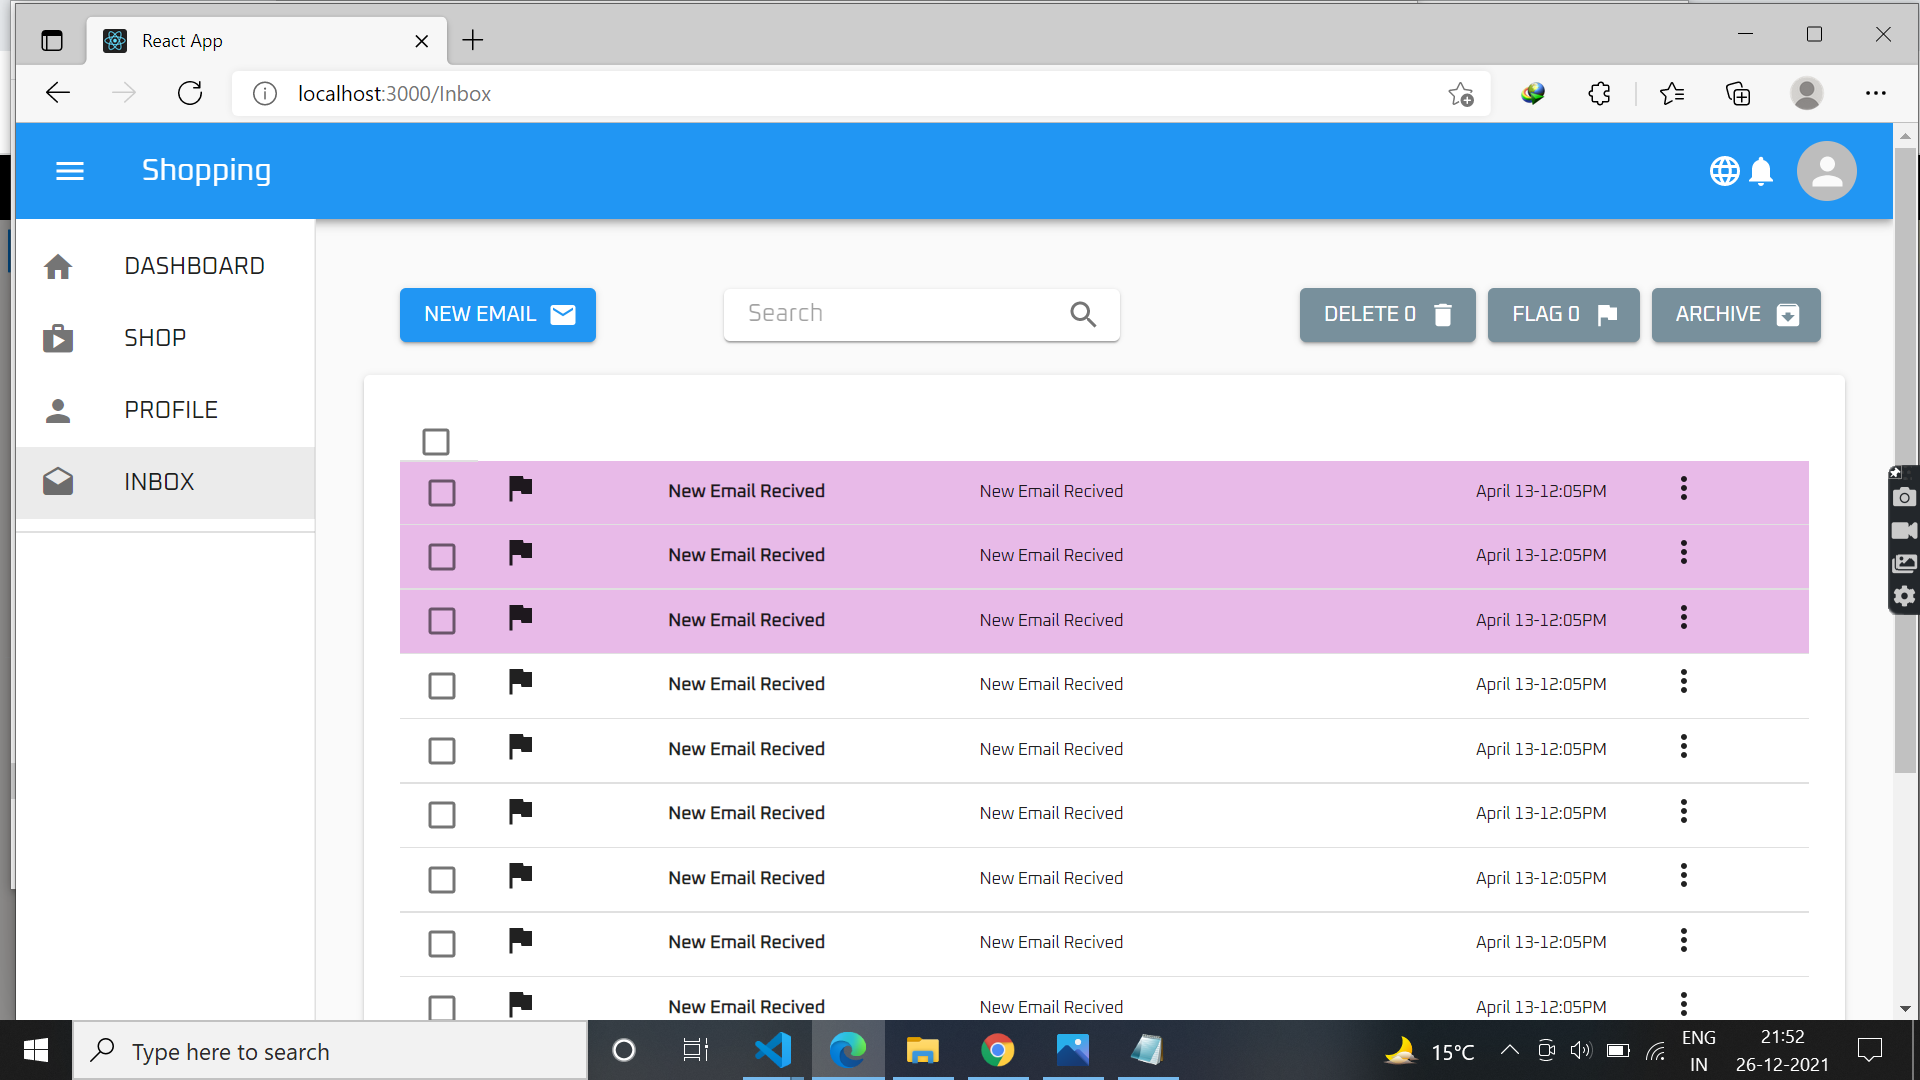 React App
localhost:3000/Inbox
Shopping
DASHBOARD
SHOP
PROFILE
INBOX
NEW EMAIL
Search
DELETE 0
FLAG 0
ARCHIVE
New Email Recived New Email Recived April 13-12:05PM
New Email Recived New Email Recived April 13-12:05PM
New Email Recived New Email Recived April 13-12:05PM
New Email Recived New Email Recived April 13-12:05PM
New Email Recived New Email Recived April 13-12:05PM
New Email Recived New Email Recived April 13-12:05PM
New Email Recived New Email Recived April 13-12:05PM
New Email Recived New Email Recived April 13-12:05PM
New Email Recived New Email Recived April 13-12:05PM
Type here to search
15°C
ENG
IN
21:52
26-12-2021